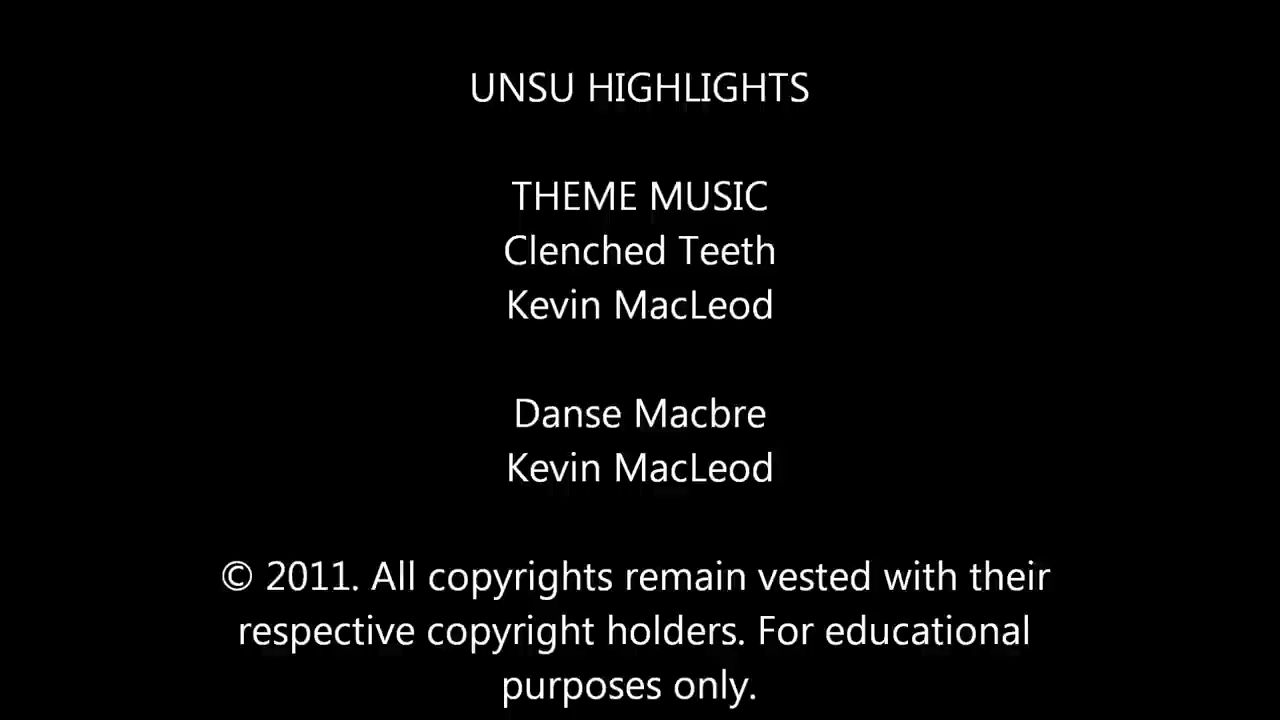 UNSU HIGHLIGHTS
THEME MUSIC
Clenched Teeth
Kevin MacLeod
Danse Macbre
Kevin MacLeod
© 2011. All copyrights remain vested with their
respective copyright holders. For educational
purposes only.